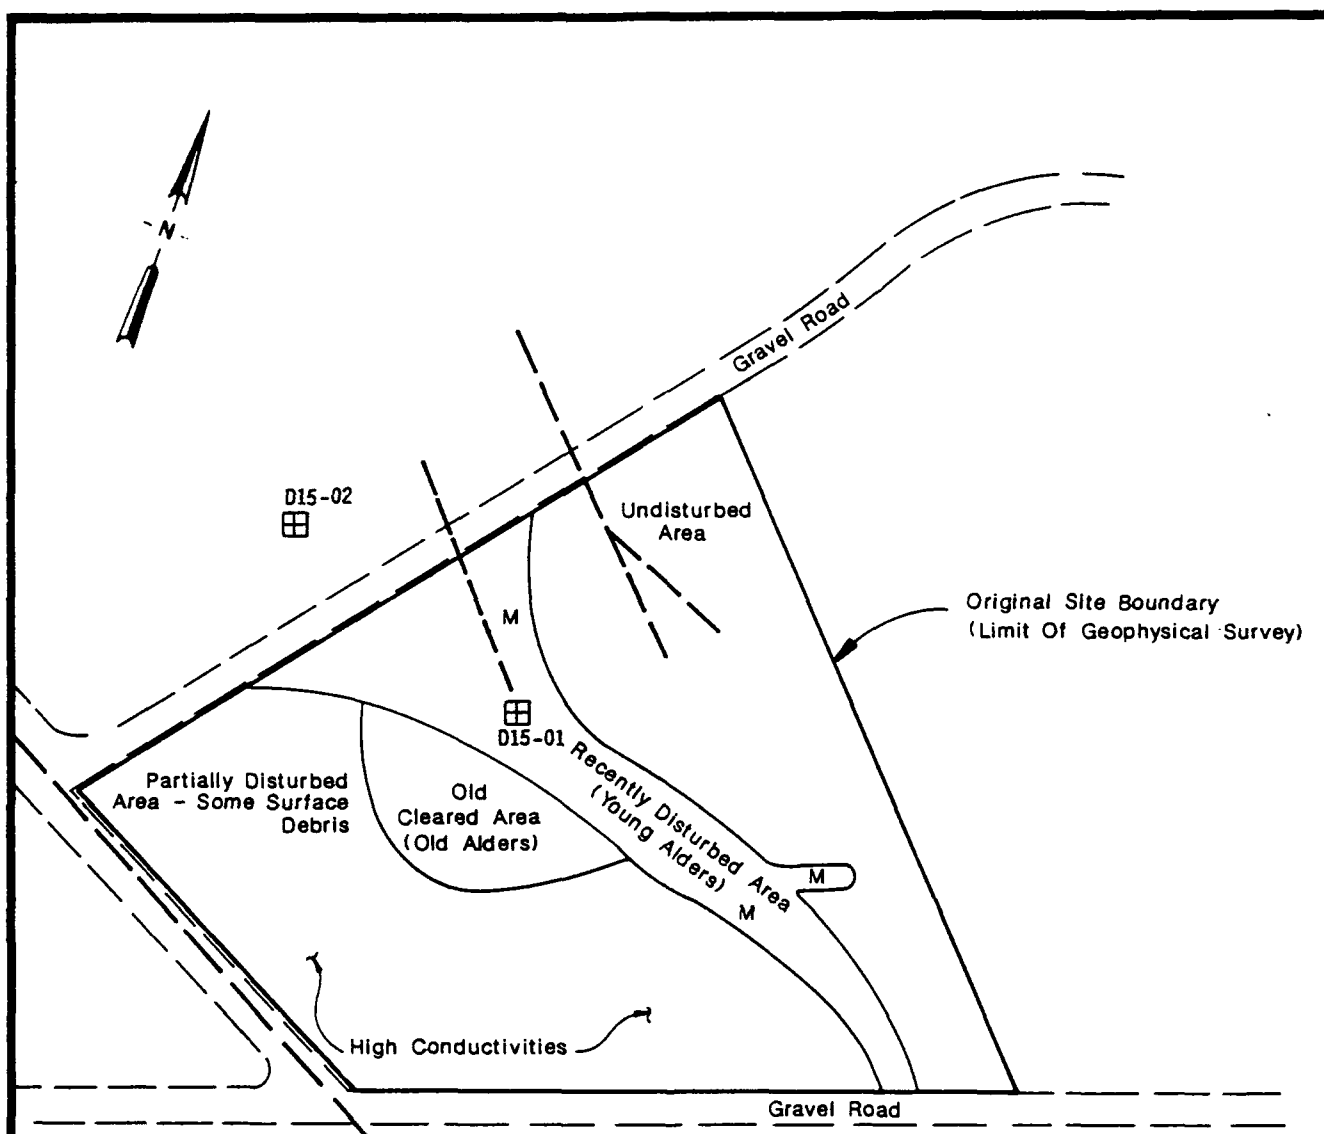 N
Gravel Road
D15-02
Undisturbed
Area
M
Original Site Boundary
(Limit Of Geophysical Survey)
D15-01
Recently Disturbed Area
(Young Alders)
Partially Disturbed
Area - Some Surface
Debris
Old
Cleared Area
(Old Alders)
M
M
High Conductivities
Gravel Road